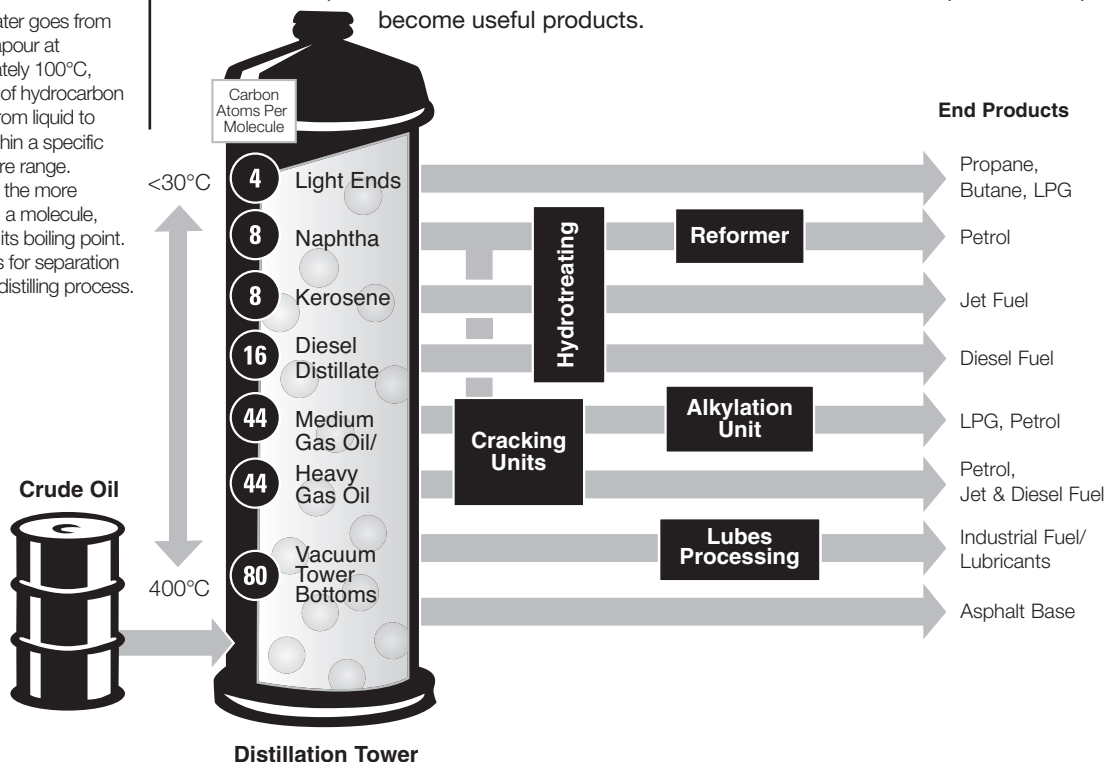 become useful products.
ater goes from
apour at
ately 100°C,
of hydrocarbon
rom liquid to
hin a specific
re range.
the more
a molecule,
its boiling point.
s for separation
distilling process.
Carbon
Atoms Per
Molecule
End Products
<30°C
4 Light Ends
Propane,
Butane, LPG
8 Naphtha
Hydrotreating
Reformer
Petrol
8 Kerosene
Jet Fuel
16 Diesel
Distillate
Diesel Fuel
44 Medium
Gas Oil/
Cracking
Units
Alkylation
Unit
LPG, Petrol
44 Heavy
Gas Oil
Petrol,
Jet & Diesel Fuel
Crude Oil
400°C
80 Vacuum
Tower
Bottoms
Lubes
Processing
Industrial Fuel/
Lubricants
Asphalt Base
Distillation Tower